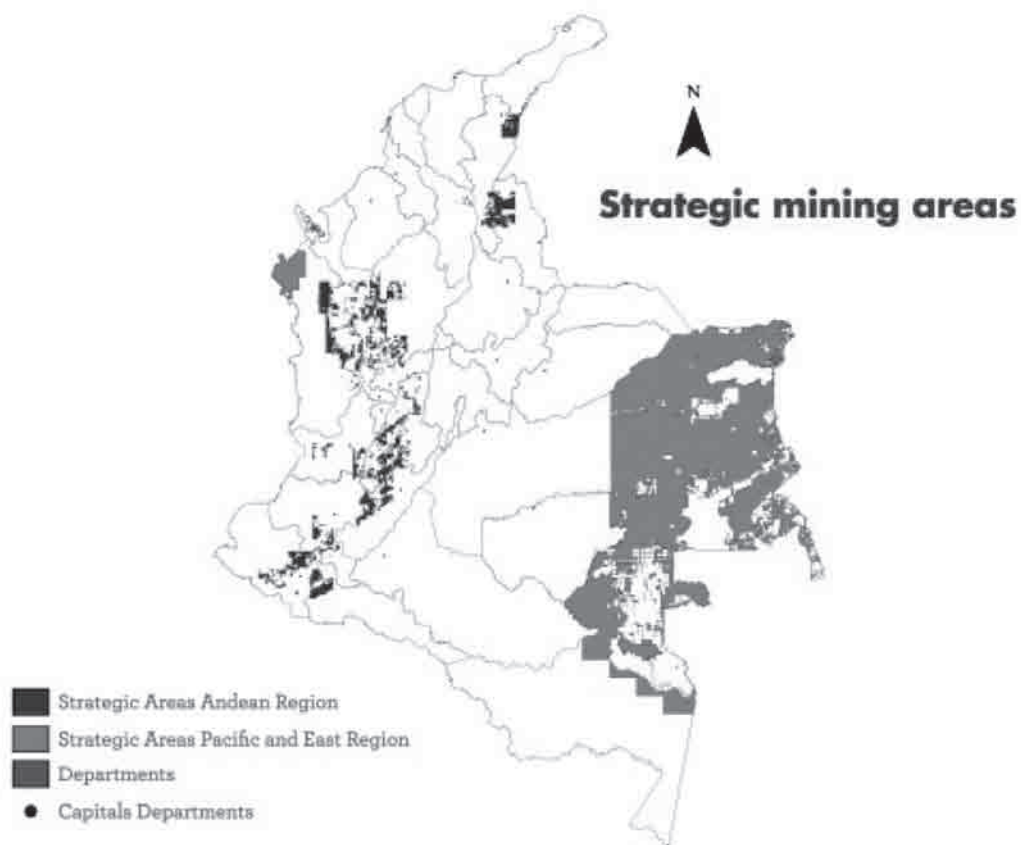 N
Strategic mining areas
Strategic Areas Andean Region
Strategic Areas Pacific and East Region
Departments
Capitals Departments